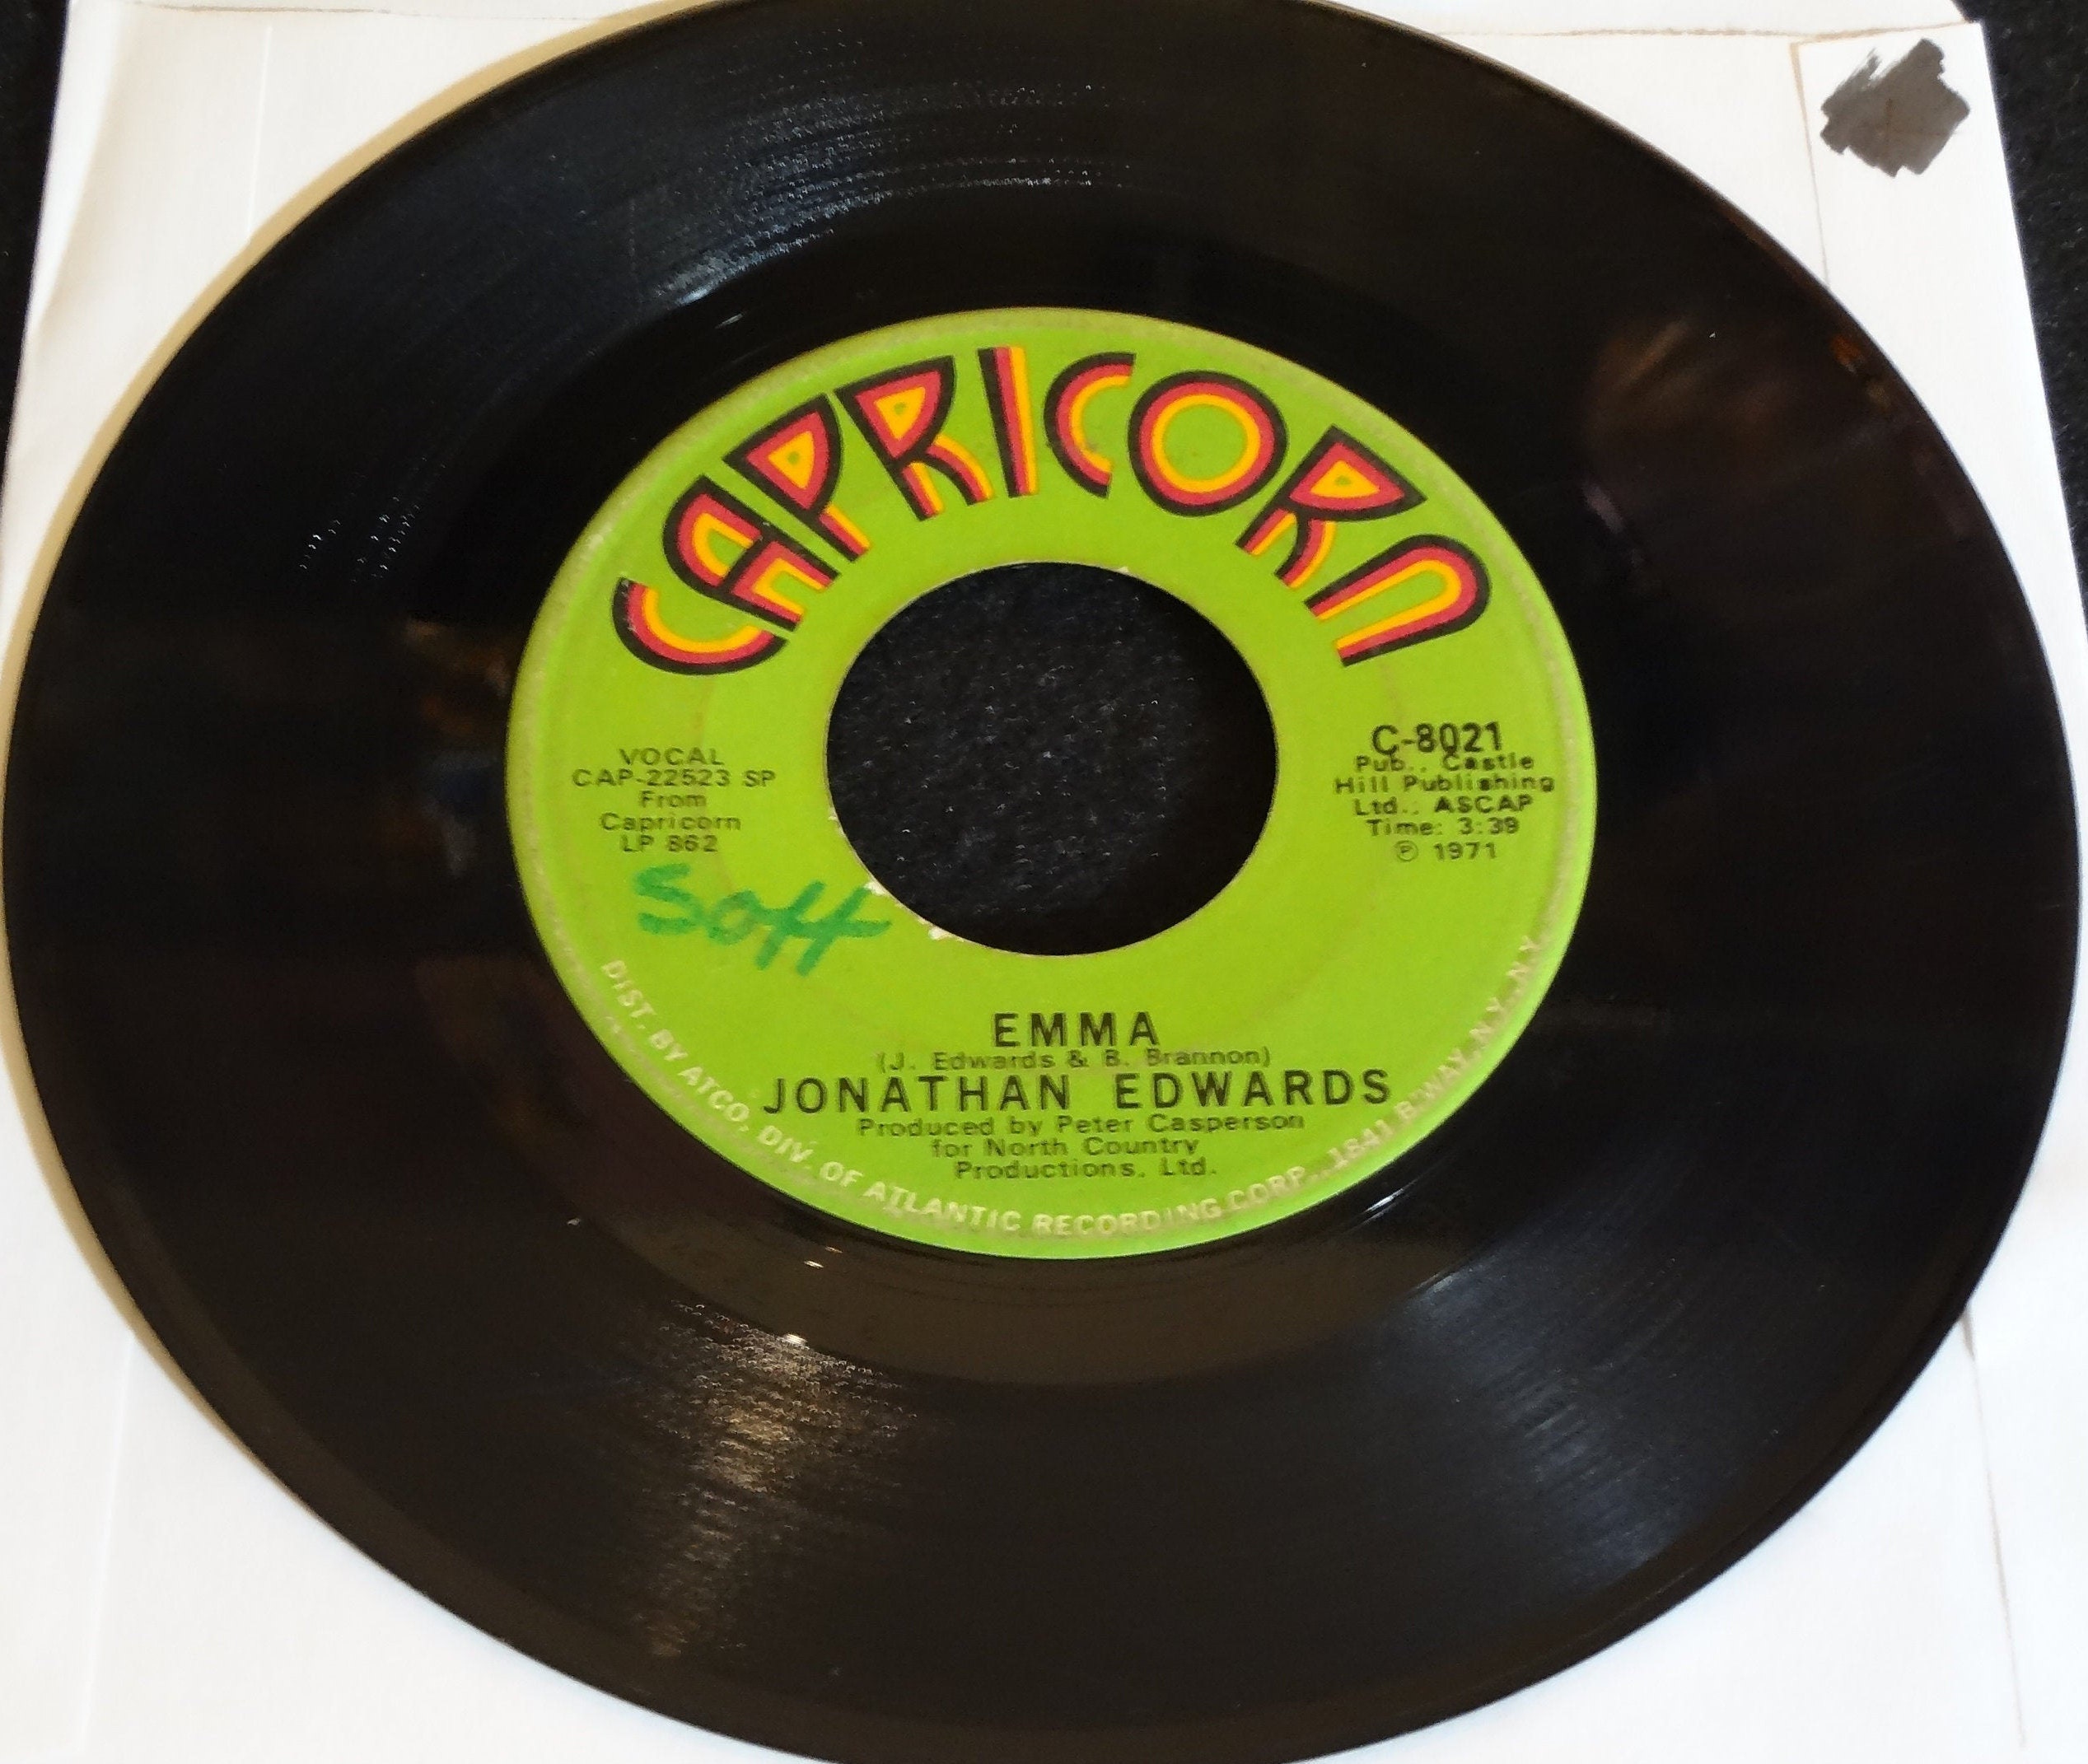 CAPRICORN
VOCAL
CAP-22523 SP
From
Capricorn
LP 862
Soft
C-8021
Pub., Castle
Hill Publishing
Ltd., ASCAP
Time: 3:39
℗ 1971
EMMA
(J. Edwards & B. Brannon)
JONATHAN EDWARDS
Produced by Peter Casperson
for North Country
Productions, Ltd.
DIST. BY ATCO, DIV. OF ATLANTIC RECORDING CORP., 1841 B'WAY, N.Y., N.Y.